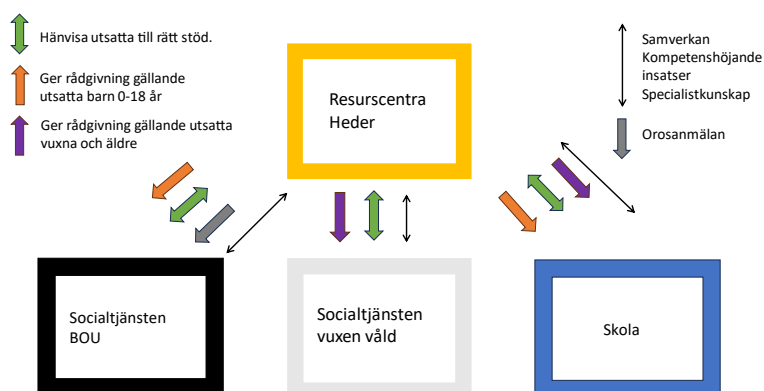 Hänvisa utsatta till rätt stöd.
Ger rådgivning gällande
utsatta barn 0-18 år
Ger rådgivning gällande utsatta
vuxna och äldre
Resurscentra
Heder
Samverkan
Kompetenshöjande
insatser
Specialistkunskap
Orosanmälan
Socialtjänsten
BOU
Socialtjänsten
vuxen våld
Skola